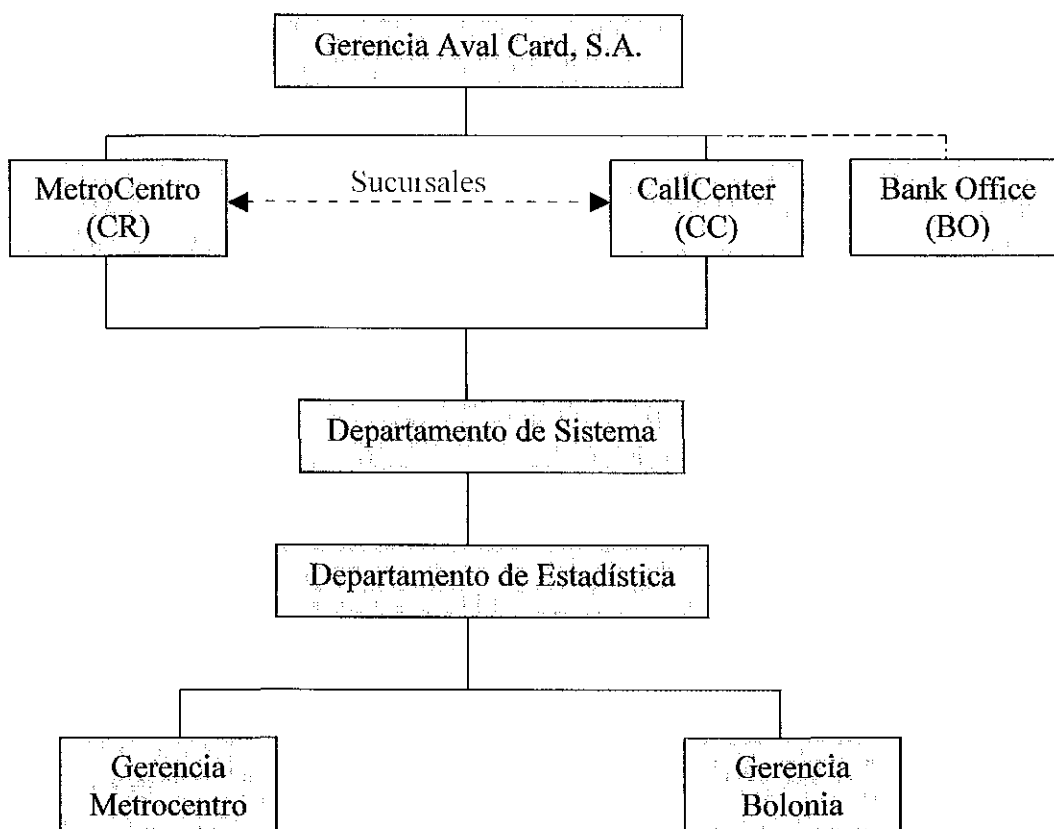 Gerencia Aval Card, S.A.
MetroCentro
(CR)
Sucursales
CallCenter
(CC)
Bank Office
(BO)
Departamento de Sistema
Departamento de Estadística
Gerencia
Metrocentro
Gerencia
Bolonia